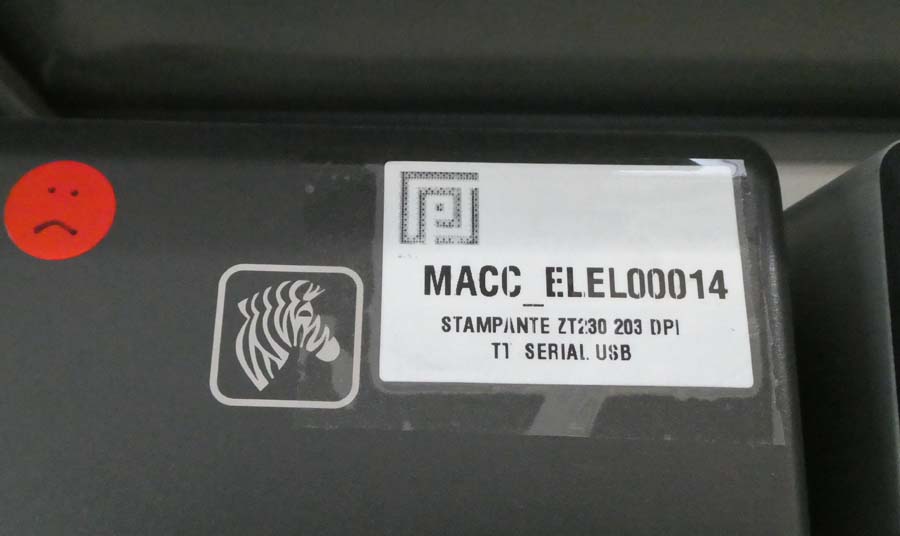 MACC_ELEL00014
STAMPANTE ZT230 203 DPI
TT SERIAL USB